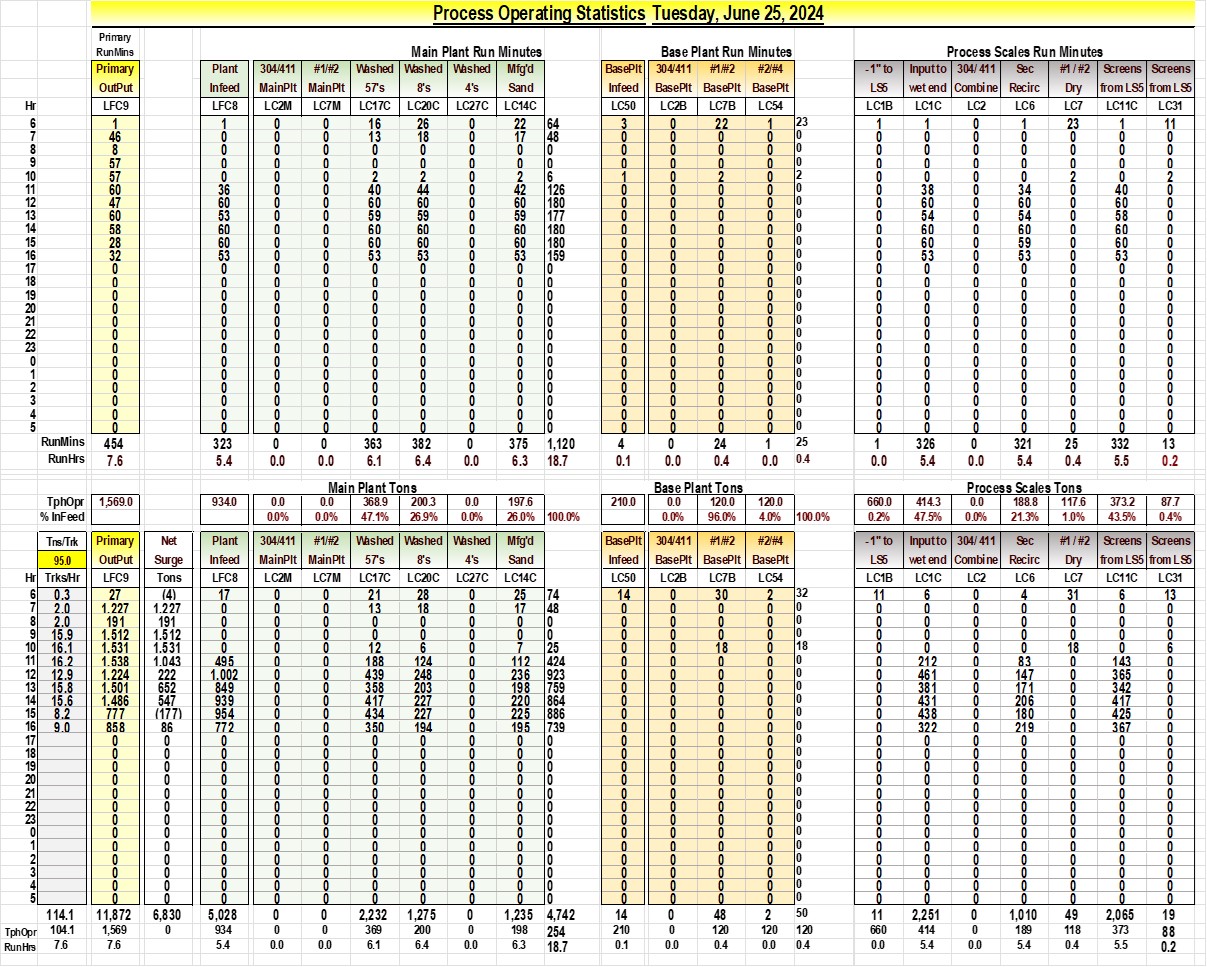 Process Operating Statistics Tuesday, June 25, 2024
Primary
RunMins Main Plant Run Minutes Base Plant Run Minutes Process Scales Run Minutes
Primary Plant 304/411 #1/#2 Washed Washed Washed Mfg'd BasePlt 304/411 #1/#2 #2/#4 -1" to Input to 304/ 411 Sec #1 / #2 Screens Screens
OutPut Infeed MainPlt MainPlt 57's 8's 4's Sand Infeed BasePlt BasePlt BasePlt LS5 wet end Combine Recirc Dry from LS5 from LS5
Hr LFC9 LFC8 LC2M LC7M LC17C LC20C LC27C LC14C LC50 LC2B LC7B LC54 LC1B LC1C LC2 LC6 LC7 LC11C LC31
6 1 1 0 0 16 26 0 22 64 3 0 22 1 23 1 1 0 1 23 1 11
7 46 0 0 0 13 18 0 17 48 0 0 0 0 0 0 0 0 0 0 0 0
8 8 0 0 0 0 0 0 0 0 0 0 0 0 0 0 0 0 0 0 0 0
9 57 0 0 0 0 0 0 0 0 0 0 0 0 0 0 0 0 0 0 0 0
10 57 0 0 0 2 2 0 2 6 1 0 2 0 2 0 0 0 0 2 0 2
11 60 36 0 0 40 44 0 42 126 0 0 0 0 0 0 38 0 34 0 40 0
12 47 60 0 0 60 60 0 60 180 0 0 0 0 0 0 60 0 60 0 60 0
13 60 53 0 0 59 59 0 59 177 0 0 0 0 0 0 54 0 54 0 58 0
14 58 60 0 0 60 60 0 60 180 0 0 0 0 0 0 60 0 60 0 60 0
15 28 60 0 0 60 60 0 60 180 0 0 0 0 0 0 60 0 59 0 60 0
16 32 53 0 0 53 53 0 53 159 0 0 0 0 0 0 53 0 53 0 53 0
17 0 0 0 0 0 0 0 0 0 0 0 0 0 0 0 0 0 0 0 0 0
18 0 0 0 0 0 0 0 0 0 0 0 0 0 0 0 0 0 0 0 0 0
19 0 0 0 0 0 0 0 0 0 0 0 0 0 0 0 0 0 0 0 0 0
20 0 0 0 0 0 0 0 0 0 0 0 0 0 0 0 0 0 0 0 0 0
21 0 0 0 0 0 0 0 0 0 0 0 0 0 0 0 0 0 0 0 0 0
22 0 0 0 0 0 0 0 0 0 0 0 0 0 0 0 0 0 0 0 0 0
23 0 0 0 0 0 0 0 0 0 0 0 0 0 0 0 0 0 0 0 0 0
0 0 0 0 0 0 0 0 0 0 0 0 0 0 0 0 0 0 0 0 0 0
1 0 0 0 0 0 0 0 0 0 0 0 0 0 0 0 0 0 0 0 0 0
2 0 0 0 0 0 0 0 0 0 0 0 0 0 0 0 0 0 0 0 0 0
3 0 0 0 0 0 0 0 0 0 0 0 0 0 0 0 0 0 0 0 0 0
4 0 0 0 0 0 0 0 0 0 0 0 0 0 0 0 0 0 0 0 0 0
5 0 0 0 0 0 0 0 0 0 0 0 0 0 0 0 0 0 0 0 0 0
RunMins 454 323 0 0 363 382 0 375 1,120 4 0 24 1 25 1 326 0 321 25 332 13
RunHrs 7.6 5.4 0.0 0.0 6.1 6.4 0.0 6.3 18.7 0.1 0.0 0.4 0.0 0.4 0.0 5.4 0.0 5.4 0.4 5.5 0.2
Main Plant Tons Base Plant Tons Process Scales Tons
TphOpr 1,569.0 934.0 0.0 0.0 368.9 200.3 0.0 197.6 210.0 0.0 120.0 120.0 660.0 414.3 0.0 188.8 117.6 373.2 87.7
% InFeed 0.0% 0.0% 47.1% 26.9% 0.0% 26.0% 100.0% 0.0% 96.0% 4.0% 100.0% 0.2% 47.5% 0.0% 21.3% 1.0% 43.5% 0.4%
Tns/Trk Primary Net Plant 304/411 #1/#2 Washed Washed Washed Mfg'd BasePlt 304/411 #1/#2 #2/#4 -1" to Input to 304/ 411 Sec #1 / #2 Screens Screens
95.0 OutPut Surge Infeed MainPlt MainPlt 57's 8's 4's Sand Infeed BasePlt BasePlt BasePlt LS5 wet end Combine Recirc Dry from LS5 from LS5
Hr Trks/Hr LFC9 Tons LFC8 LC2M LC7M LC17C LC20C LC27C LC14C LC50 LC2B LC7B LC54 LC1B LC1C LC2 LC6 LC7 LC11C LC31
6 0.3 27 (4) 17 0 0 21 28 0 25 74 14 0 30 2 32 11 6 0 4 31 6 13
7 2.0 1,227 1,227 0 0 0 13 18 0 17 48 0 0 0 0 0 0 0 0 0 0 0 0
8 2.0 191 191 0 0 0 0 0 0 0 0 0 0 0 0 0 0 0 0 0 0 0 0
9 15.9 1,512 1,512 0 0 0 0 0 0 0 0 0 0 0 0 0 0 0 0 0 0 0 0
10 16.1 1,531 1,531 0 0 0 12 6 0 7 25 0 0 18 0 18 0 0 0 0 18 0 6
11 16.2 1,538 1,043 495 0 0 188 124 0 112 424 0 0 0 0 0 0 212 0 83 0 143 0
12 12.9 1,224 222 1,002 0 0 439 248 0 236 923 0 0 0 0 0 0 461 0 147 0 365 0
13 15.8 1,501 652 849 0 0 358 203 0 198 759 0 0 0 0 0 0 381 0 171 0 342 0
14 15.6 1,486 547 939 0 0 417 227 0 220 864 0 0 0 0 0 0 431 0 206 0 417 0
15 8.2 777 (177) 954 0 0 434 227 0 225 886 0 0 0 0 0 0 438 0 180 0 425 0
16 9.0 858 86 772 0 0 350 194 0 195 739 0 0 0 0 0 0 322 0 219 0 367 0
17 0 0 0 0 0 0 0 0 0 0 0 0 0 0 0 0 0 0 0 0 0 0
18 0 0 0 0 0 0 0 0 0 0 0 0 0 0 0 0 0 0 0 0 0 0
19 0 0 0 0 0 0 0 0 0 0 0 0 0 0 0 0 0 0 0 0 0 0
20 0 0 0 0 0 0 0 0 0 0 0 0 0 0 0 0 0 0 0 0 0 0
21 0 0 0 0 0 0 0 0 0 0 0 0 0 0 0 0 0 0 0 0 0 0
22 0 0 0 0 0 0 0 0 0 0 0 0 0 0 0 0 0 0 0 0 0 0
23 0 0 0 0 0 0 0 0 0 0 0 0 0 0 0 0 0 0 0 0 0 0
0 0 0 0 0 0 0 0 0 0 0 0 0 0 0 0 0 0 0 0 0 0 0
1 0 0 0 0 0 0 0 0 0 0 0 0 0 0 0 0 0 0 0 0 0 0
2 0 0 0 0 0 0 0 0 0 0 0 0 0 0 0 0 0 0 0 0 0 0
3 0 0 0 0 0 0 0 0 0 0 0 0 0 0 0 0 0 0 0 0 0 0
4 0 0 0 0 0 0 0 0 0 0 0 0 0 0 0 0 0 0 0 0 0 0
5 0 0 0 0 0 0 0 0 0 0 0 0 0 0 0 0 0 0 0 0 0 0
114.1 11,872 6,830 5,028 0 0 2,232 1,275 0 1,235 4,742 14 0 48 2 50 11 2,251 0 1,010 49 2,065 19
TphOpr 104.1 1,569 0 934 0 0 369 200 0 198 254 210 0 120 120 120 660 414 0 189 118 373 88
RunHrs 7.6 7.6 5.4 0.0 0.0 6.1 6.4 0.0 6.3 18.7 0.1 0.0 0.4 0.0 0.4 0.0 5.4 0.0 5.4 0.4 5.5 0.2